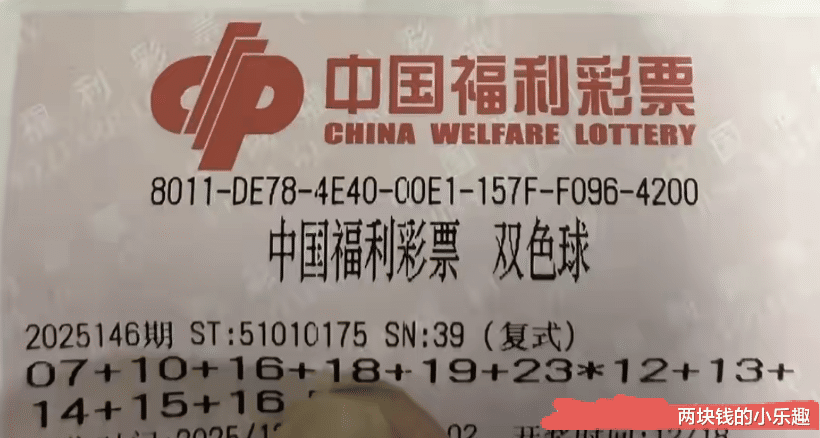 中国福利彩票
CHINA WELFARE LOTTERY
8011-DE78-4E40-00E1-157F-F096-4200
中国福利彩票 双色球
2025146期 ST:51010175 SN:39 (复式)
07+10+16+18+19+23*12+13+
14+15+16
两块钱的小乐趣